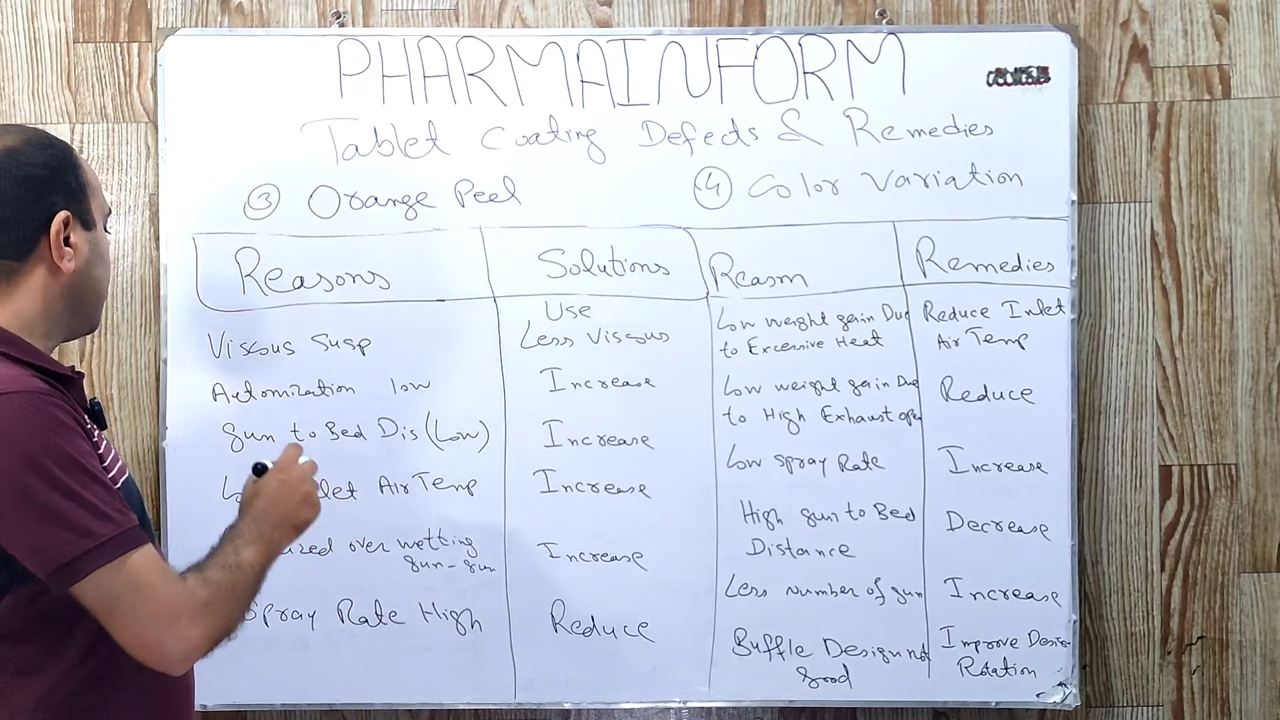 PHARMAINFORM
Tablet Coating Defects & Remedies
③ Orange Peel
④ Color Variation
Reasons
Solutions
Reason
Remedies
Viscous Susp
Use
Less Viscous
Low weight gain Due
to Excessive Heat
Reduce Inlet
Air Temp
Automization low
Increase
Low weight gain Due
to High Exhaust open
Reduce
gun to Bed Dis (Low)
Increase
Low spray Rate
Increase
Air Temp
Increase
High gun to Bed
Distance
Decrease
over wetting
gun-gun
Increase
Less number of gun
Increase
Spray Rate High
Reduce
Buffle Design not
good
Improve Design
Rotation